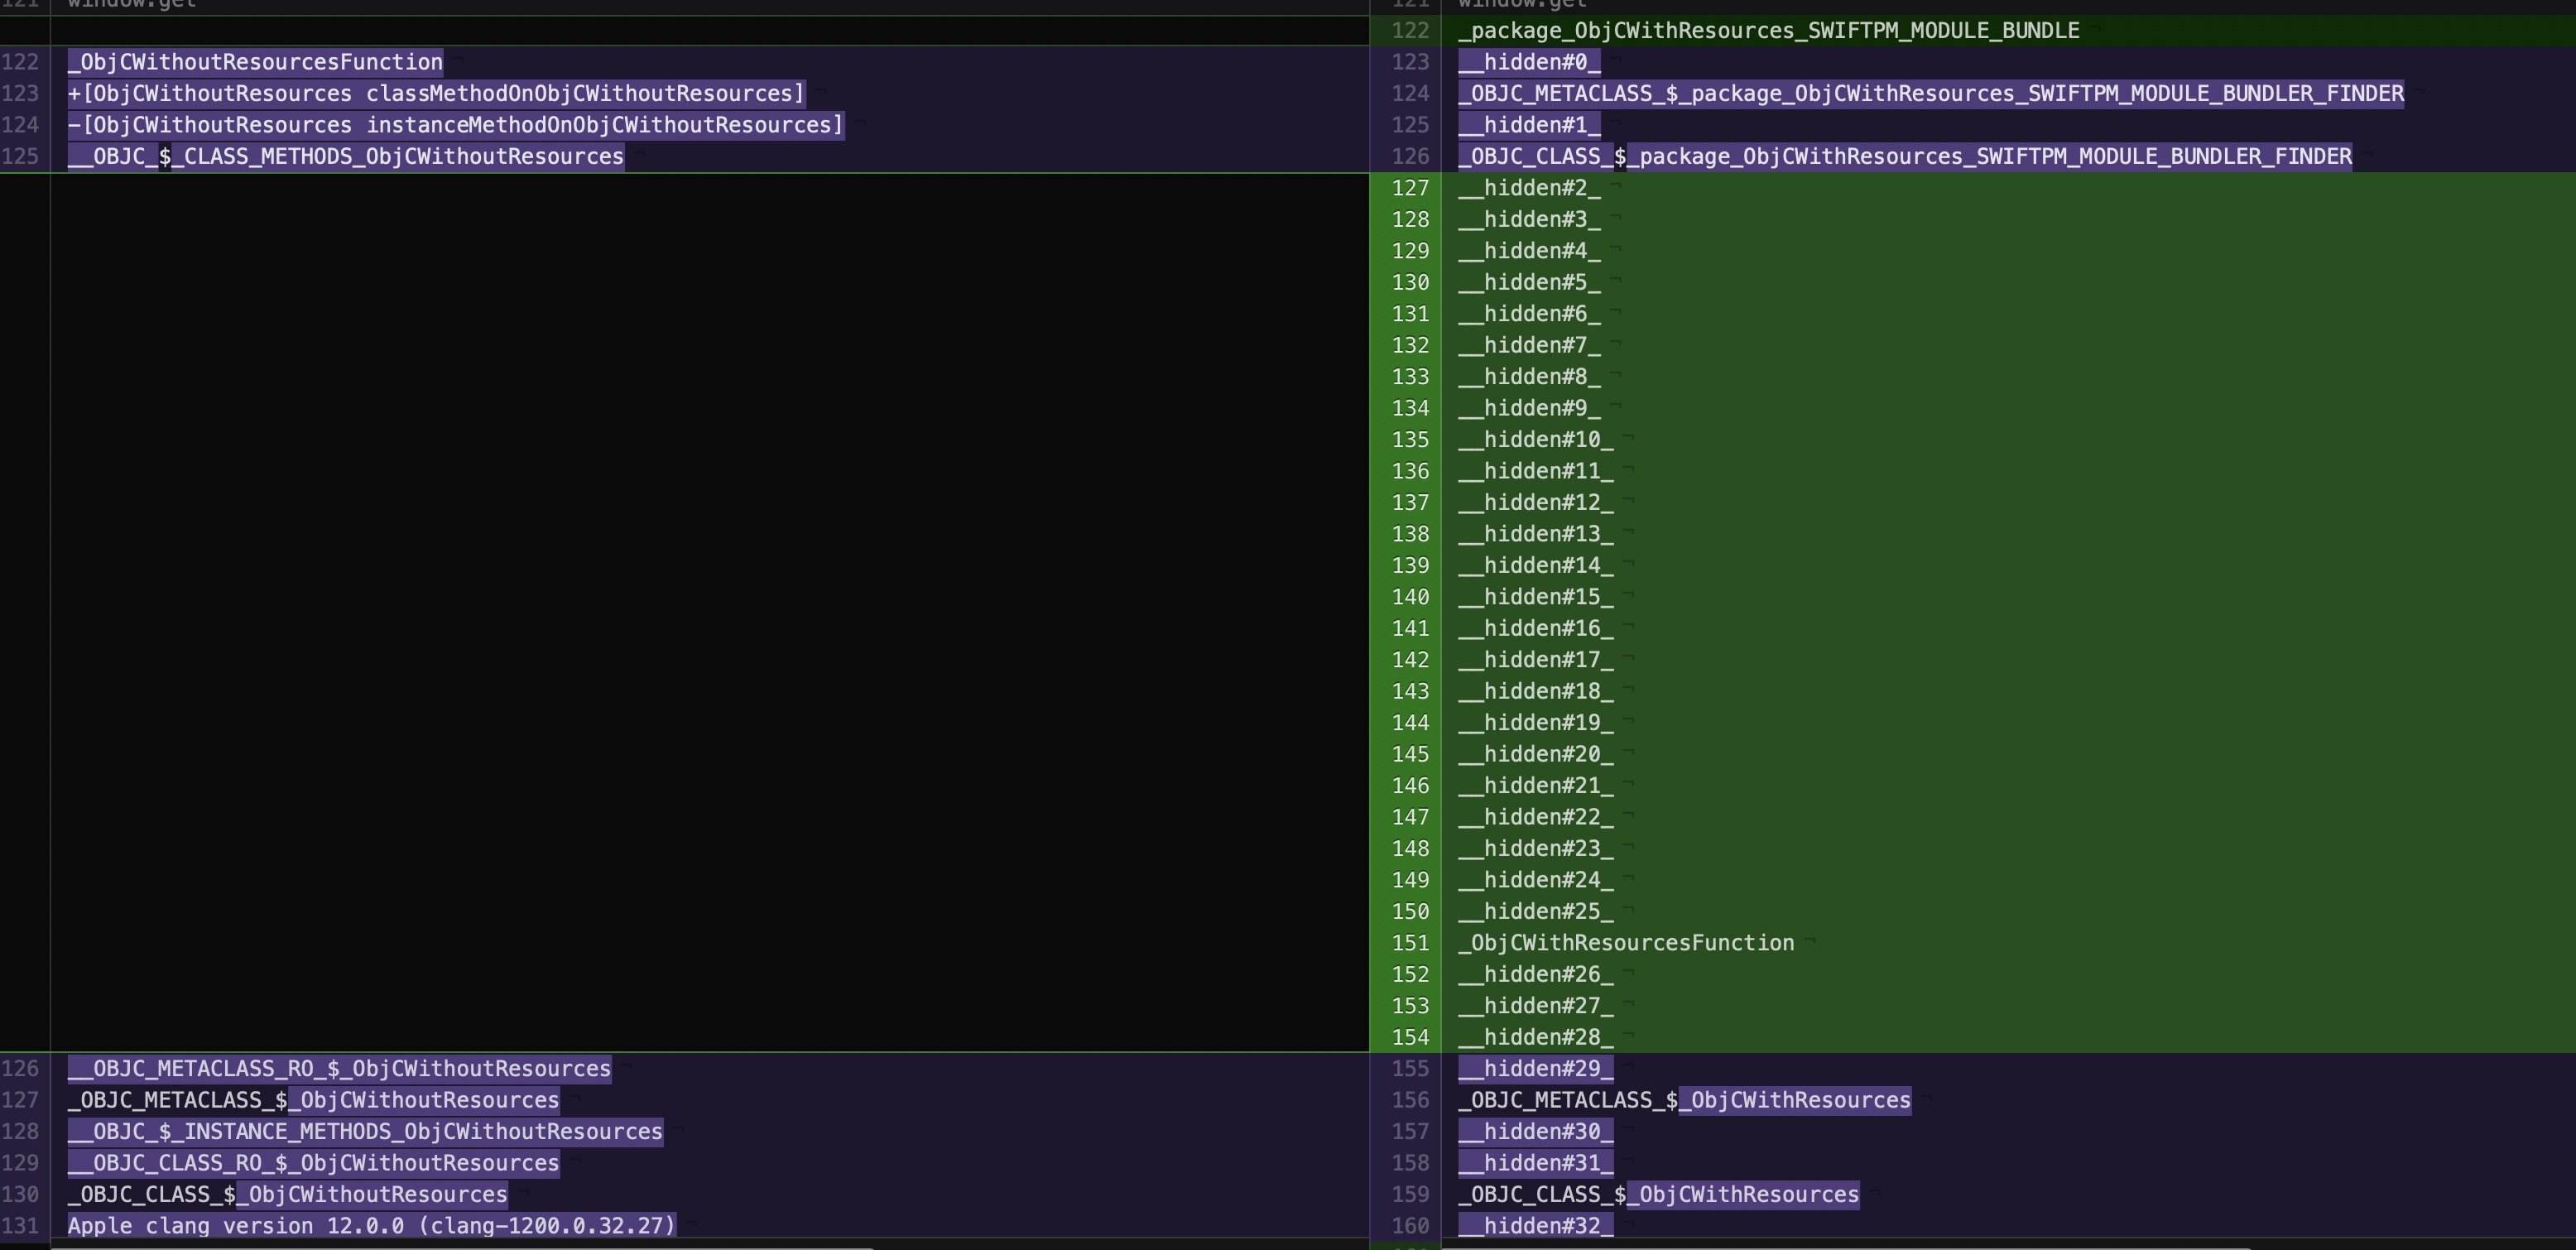 121 window.get
122 _ObjCWithoutResourcesFunction
123 +[ObjCWithoutResources classMethodOnObjCWithoutResources]
124 -[ObjCWithoutResources instanceMethodOnObjCWithoutResources]
125 __OBJC_$_CLASS_METHODS_ObjCWithoutResources
126 __OBJC_METACLASS_RO_$_ObjCWithoutResources
127 _OBJC_METACLASS_$_ObjCWithoutResources
128 __OBJC_$_INSTANCE_METHODS_ObjCWithoutResources
129 __OBJC_CLASS_RO_$_ObjCWithoutResources
130 _OBJC_CLASS_$_ObjCWithoutResources
131 Apple clang version 12.0.0 (clang-1200.0.32.27)
121 window.get
122 _package_ObjCWithResources_SWIFTPM_MODULE_BUNDLE
123 __hidden#0_
124 _OBJC_METACLASS_$_package_ObjCWithResources_SWIFTPM_MODULE_BUNDLER_FINDER
125 __hidden#1_
126 _OBJC_CLASS_$_package_ObjCWithResources_SWIFTPM_MODULE_BUNDLER_FINDER
127 __hidden#2_
128 __hidden#3_
129 __hidden#4_
130 __hidden#5_
131 __hidden#6_
132 __hidden#7_
133 __hidden#8_
134 __hidden#9_
135 __hidden#10_
136 __hidden#11_
137 __hidden#12_
138 __hidden#13_
139 __hidden#14_
140 __hidden#15_
141 __hidden#16_
142 __hidden#17_
143 __hidden#18_
144 __hidden#19_
145 __hidden#20_
146 __hidden#21_
147 __hidden#22_
148 __hidden#23_
149 __hidden#24_
150 __hidden#25_
151 _ObjCWithResourcesFunction
152 __hidden#26_
153 __hidden#27_
154 __hidden#28_
155 __hidden#29_
156 _OBJC_METACLASS_$_ObjCWithResources
157 __hidden#30_
158 __hidden#31_
159 _OBJC_CLASS_$_ObjCWithResources
160 __hidden#32_